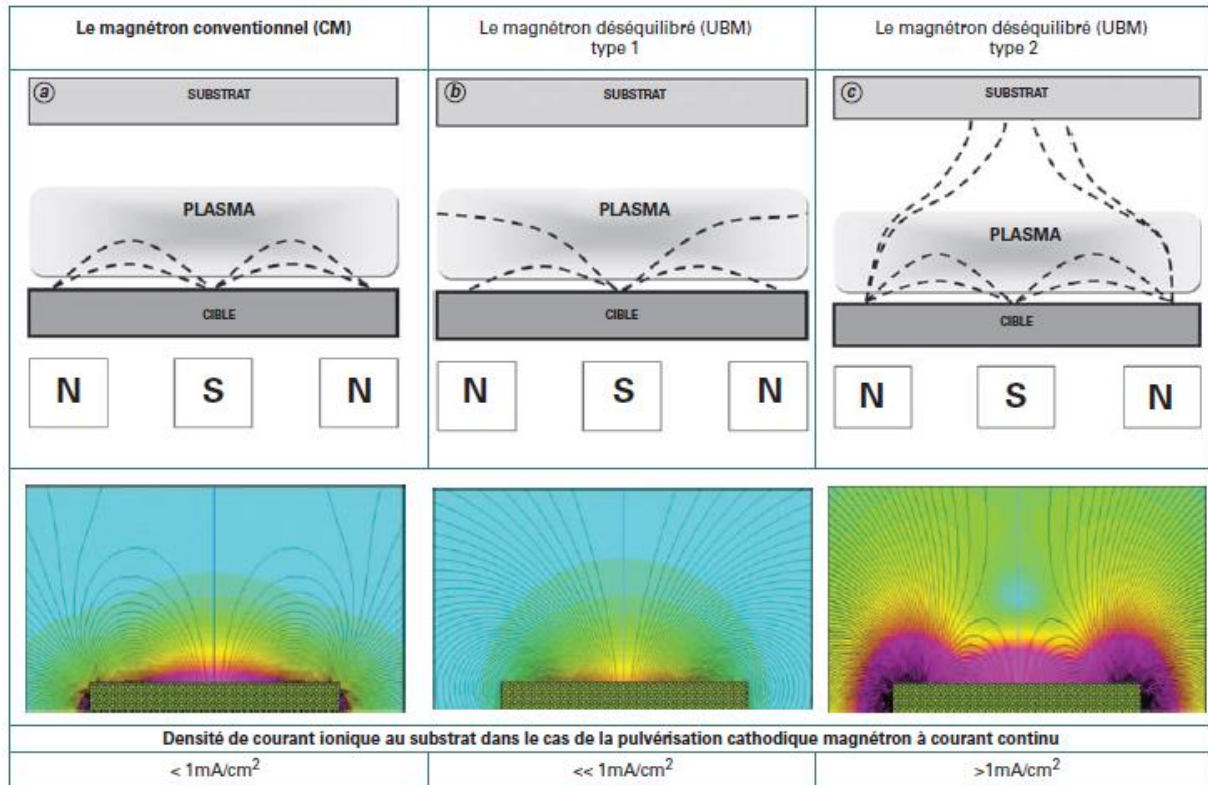 Le magnétron conventionnel (CM)
Le magnétron déséquilibré (UBM)
type 1
Le magnétron déséquilibré (UBM)
type 2
a
SUBSTRAT
PLASMA
CIBLE
N S N
b
SUBSTRAT
PLASMA
CIBLE
N S N
c
SUBSTRAT
PLASMA
CIBLE
N S N
Densité de courant ionique au substrat dans le cas de la pulvérisation cathodique magnétron à courant continu
< 1mA/cm²
<< 1mA/cm²
>1mA/cm²